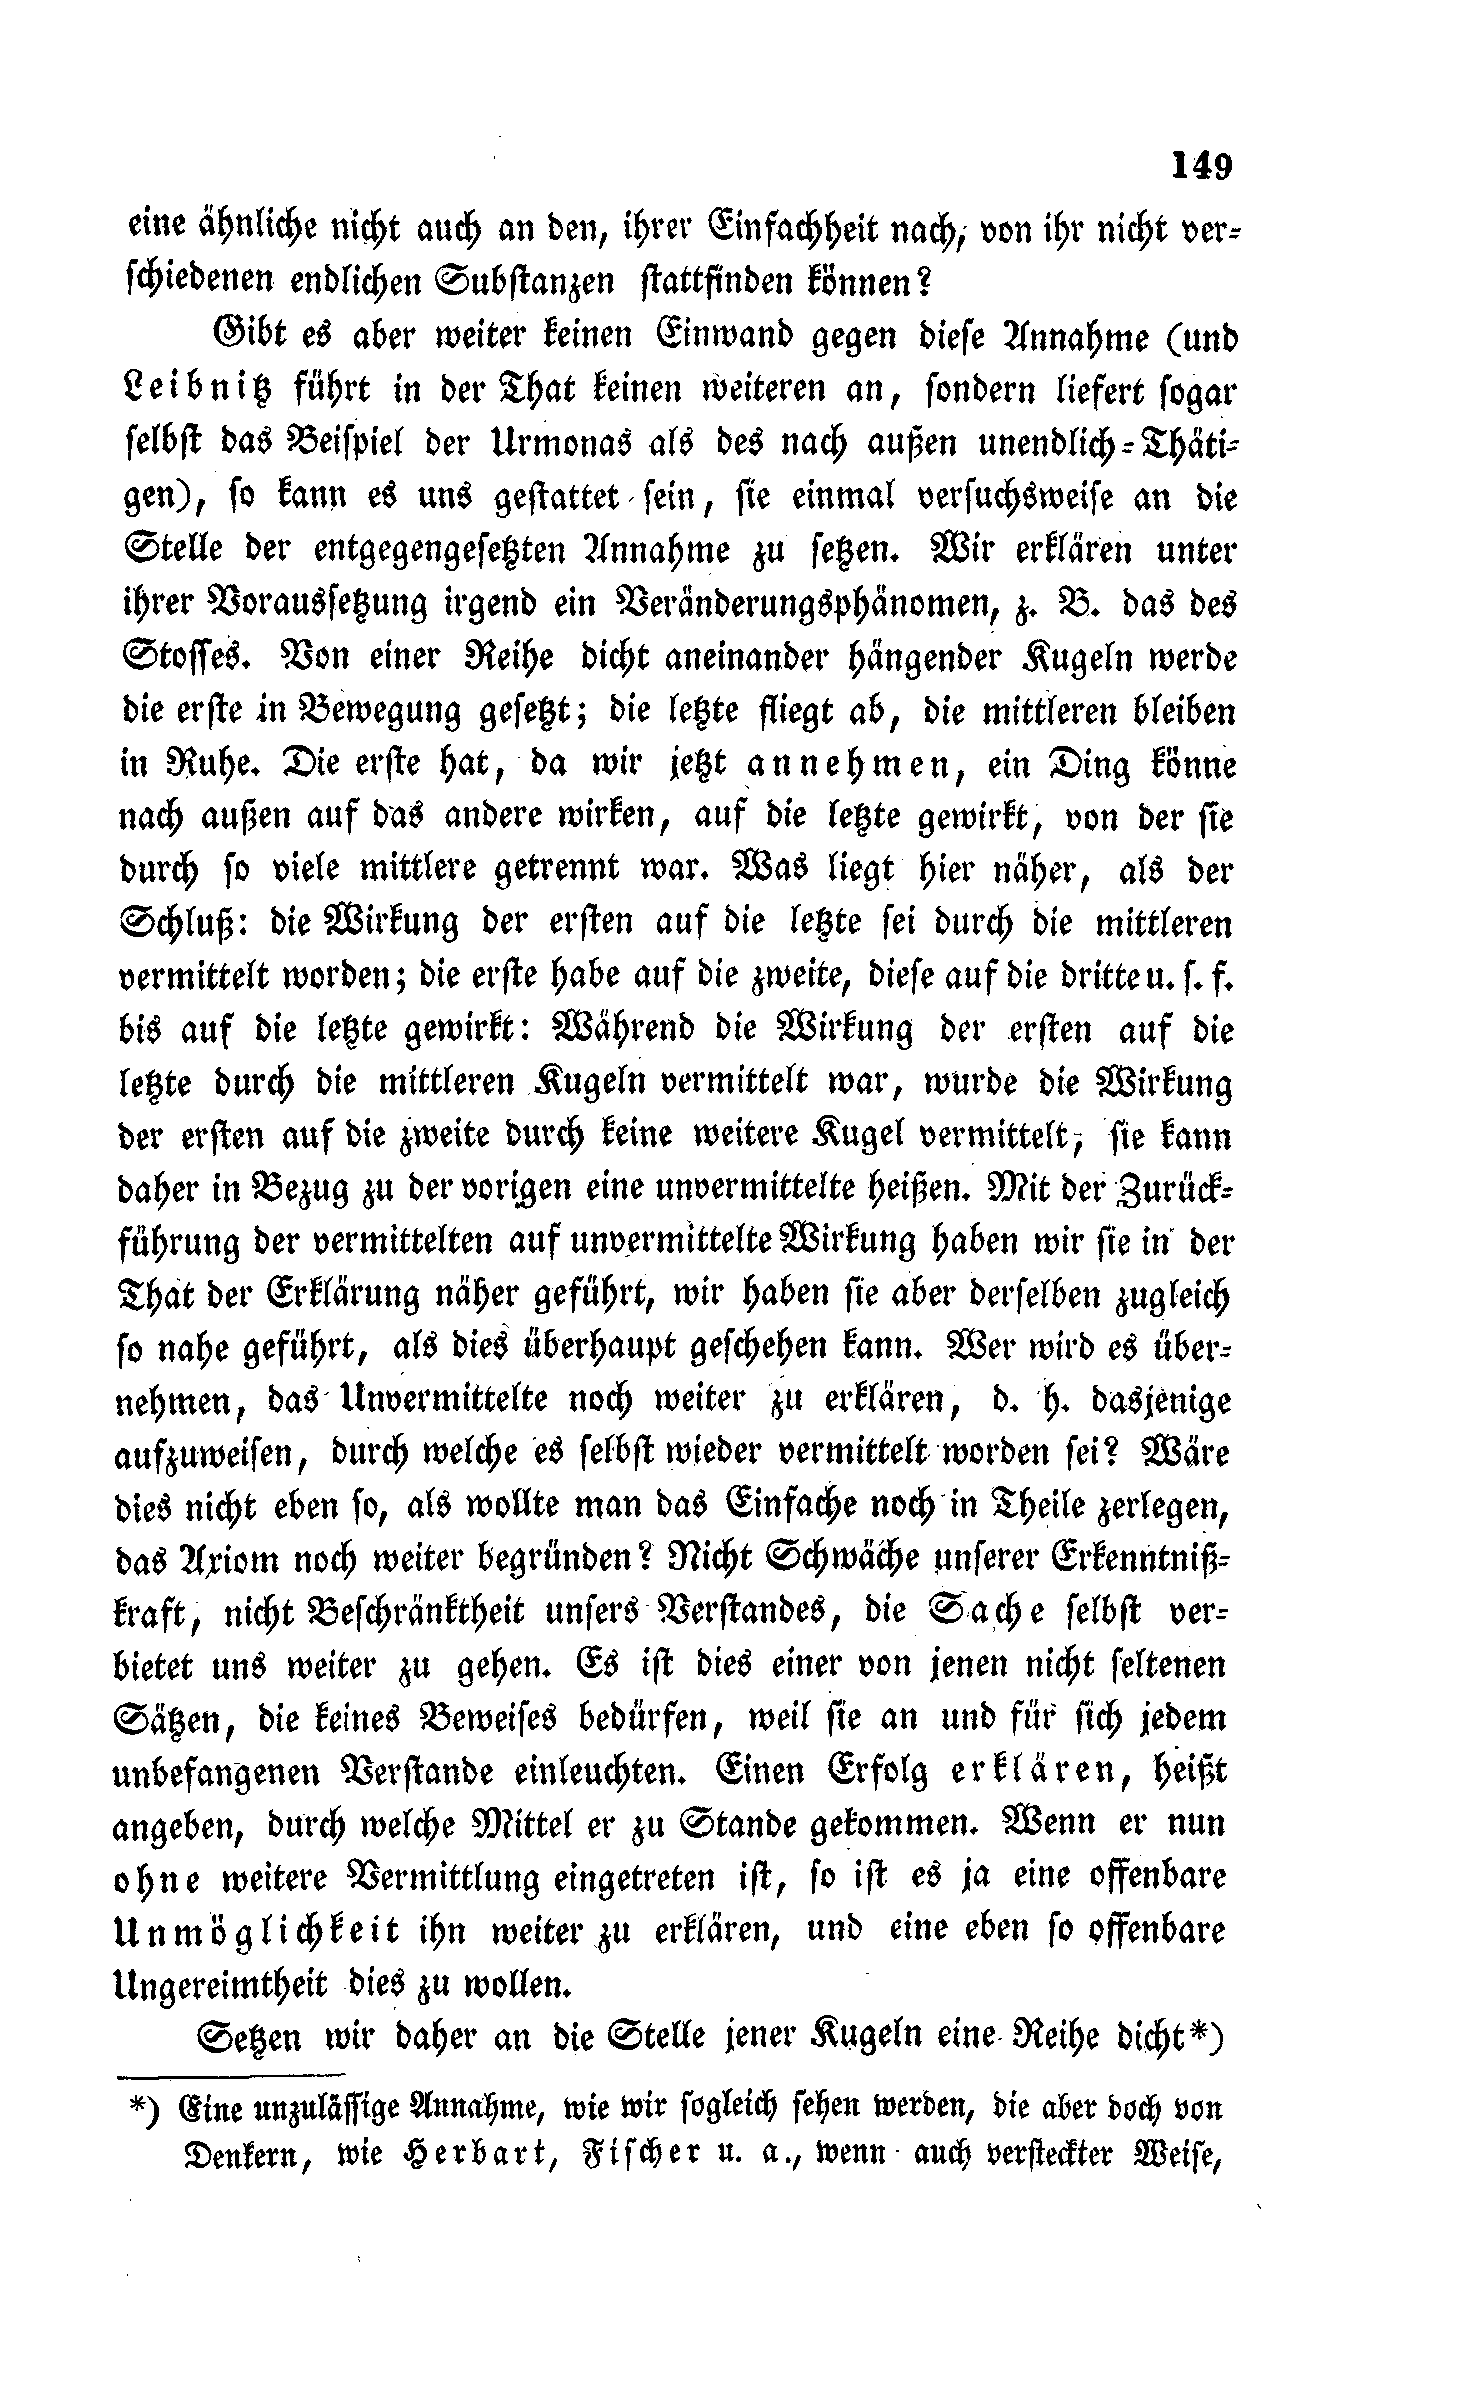 149
eine ähnliche nicht auch an den, ihrer Einfachheit nach, von ihr nicht ver-
schiedenen endlichen Substanzen stattfinden können?
Gibt es aber weiter keinen Einwand gegen diese Annahme (und
Leibnitz führt in der That keinen weiteren an, sondern liefert sogar
selbst das Beispiel der Urmonas als des nach außen unendlich-Thäti-
gen), so kann es uns gestattet sein, sie einmal versuchsweise an die
Stelle der entgegengesetzten Annahme zu setzen. Wir erklären unter
ihrer Voraussetzung irgend ein Veränderungsphänomen, z. B. das des
Stosses. Von einer Reihe dicht aneinander hängender Kugeln werde
die erste in Bewegung gesetzt; die letzte fliegt ab, die mittleren bleiben
in Ruhe. Die erste hat, da wir jetzt annehmen, ein Ding könne
nach außen auf das andere wirken, auf die letzte gewirkt, von der sie
durch so viele mittlere getrennt war. Was liegt hier näher, als der
Schluß: die Wirkung der ersten auf die letzte sei durch die mittleren
vermittelt worden; die erste habe auf die zweite, diese auf die dritte u. s. f.
bis auf die letzte gewirkt: Während die Wirkung der ersten auf die
letzte durch die mittleren Kugeln vermittelt war, wurde die Wirkung
der ersten auf die zweite durch keine weitere Kugel vermittelt, sie kann
daher in Bezug zu der vorigen eine unvermittelte heißen. Mit der Zurück-
führung der vermittelten auf unvermittelte Wirkung haben wir sie in der
That der Erklärung näher geführt, wir haben sie aber derselben zugleich
so nahe geführt, als dies überhaupt geschehen kann. Wer wird es über-
nehmen, das Unvermittelte noch weiter zu erklären, d. h. dasjenige
aufzuweisen, durch welche es selbst wieder vermittelt worden sei? Wäre
dies nicht eben so, als wollte man das Einfache noch in Theile zerlegen,
das Axiom noch weiter begründen? Nicht Schwäche unserer Erkenntniß-
kraft, nicht Beschränktheit unsers Verstandes, die Sache selbst ver-
bietet uns weiter zu gehen. Es ist dies einer von jenen nicht seltenen
Sätzen, die keines Beweises bedürfen, weil sie an und für sich jedem
unbefangenen Verstande einleuchten. Einen Erfolg erklären, heißt
angeben, durch welche Mittel er zu Stande gekommen. Wenn er nun
ohne weitere Vermittlung eingetreten ist, so ist es ja eine offenbare
Unmöglichkeit ihn weiter zu erklären, und eine eben so offenbare
Ungereimtheit dies zu wollen.
Setzen wir daher an die Stelle jener Kugeln eine Reihe dicht*)
*) Eine unzulässige Annahme, wie wir sogleich sehen werden, die aber doch von
Denkern, wie Herbart, Fischer u. a., wenn auch versteckter Weise,